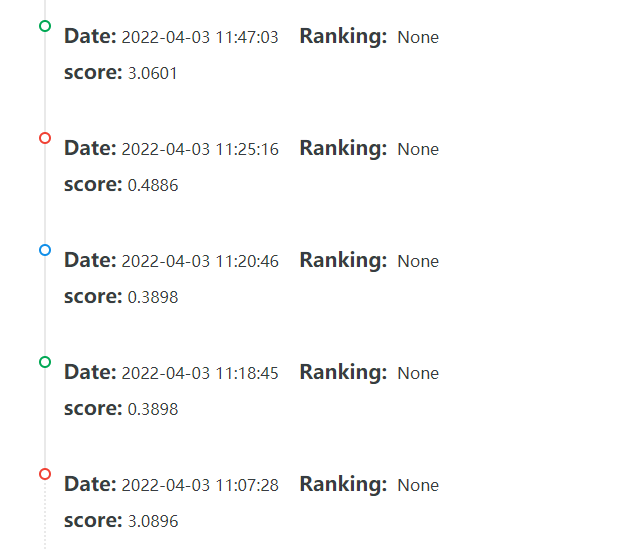 Date: 2022-04-03 11:47:03 Ranking: None
score: 3.0601
Date: 2022-04-03 11:25:16 Ranking: None
score: 0.4886
Date: 2022-04-03 11:20:46 Ranking: None
score: 0.3898
Date: 2022-04-03 11:18:45 Ranking: None
score: 0.3898
Date: 2022-04-03 11:07:28 Ranking: None
score: 3.0896